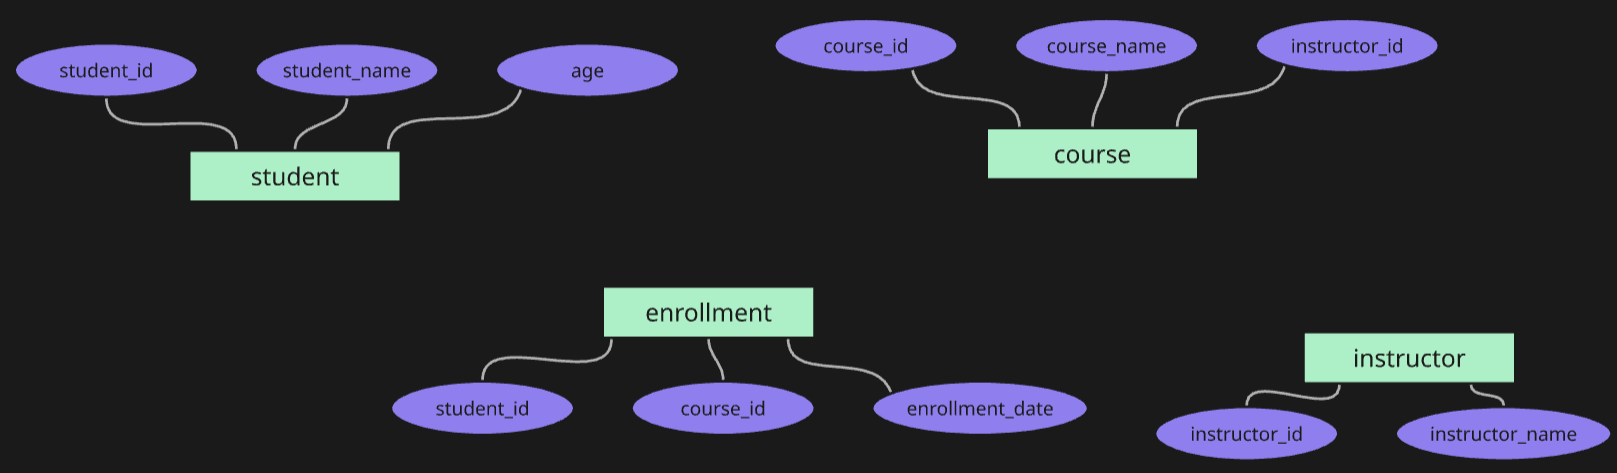 student_id
student_name
age
student
course_id
course_name
instructor_id
course
enrollment
student_id
course_id
enrollment_date
instructor
instructor_id
instructor_name